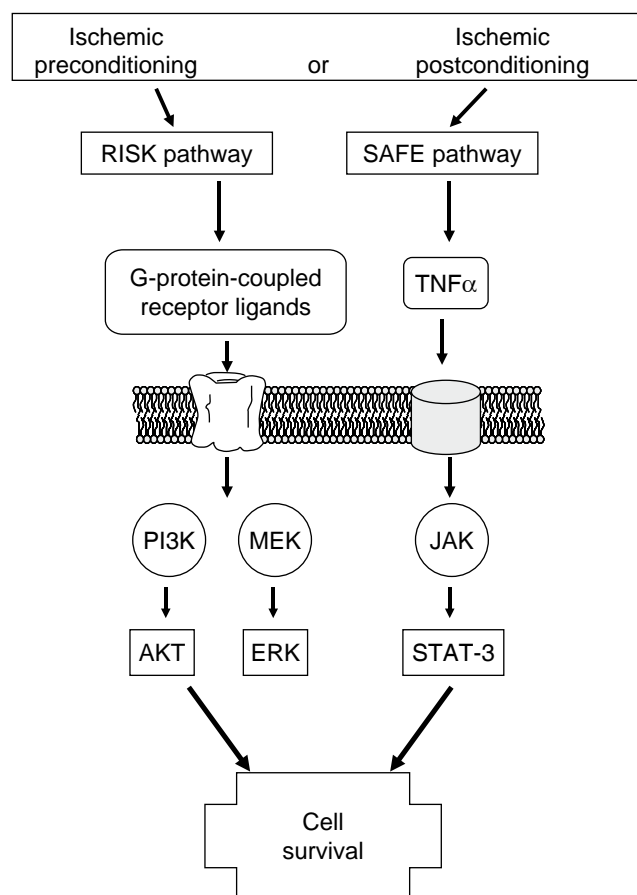 Ischemic
preconditioning
or
Ischemic
postconditioning
RISK pathway
SAFE pathway
G-protein-coupled
receptor ligands
TNFα
PI3K
MEK
JAK
AKT
ERK
STAT-3
Cell
survival